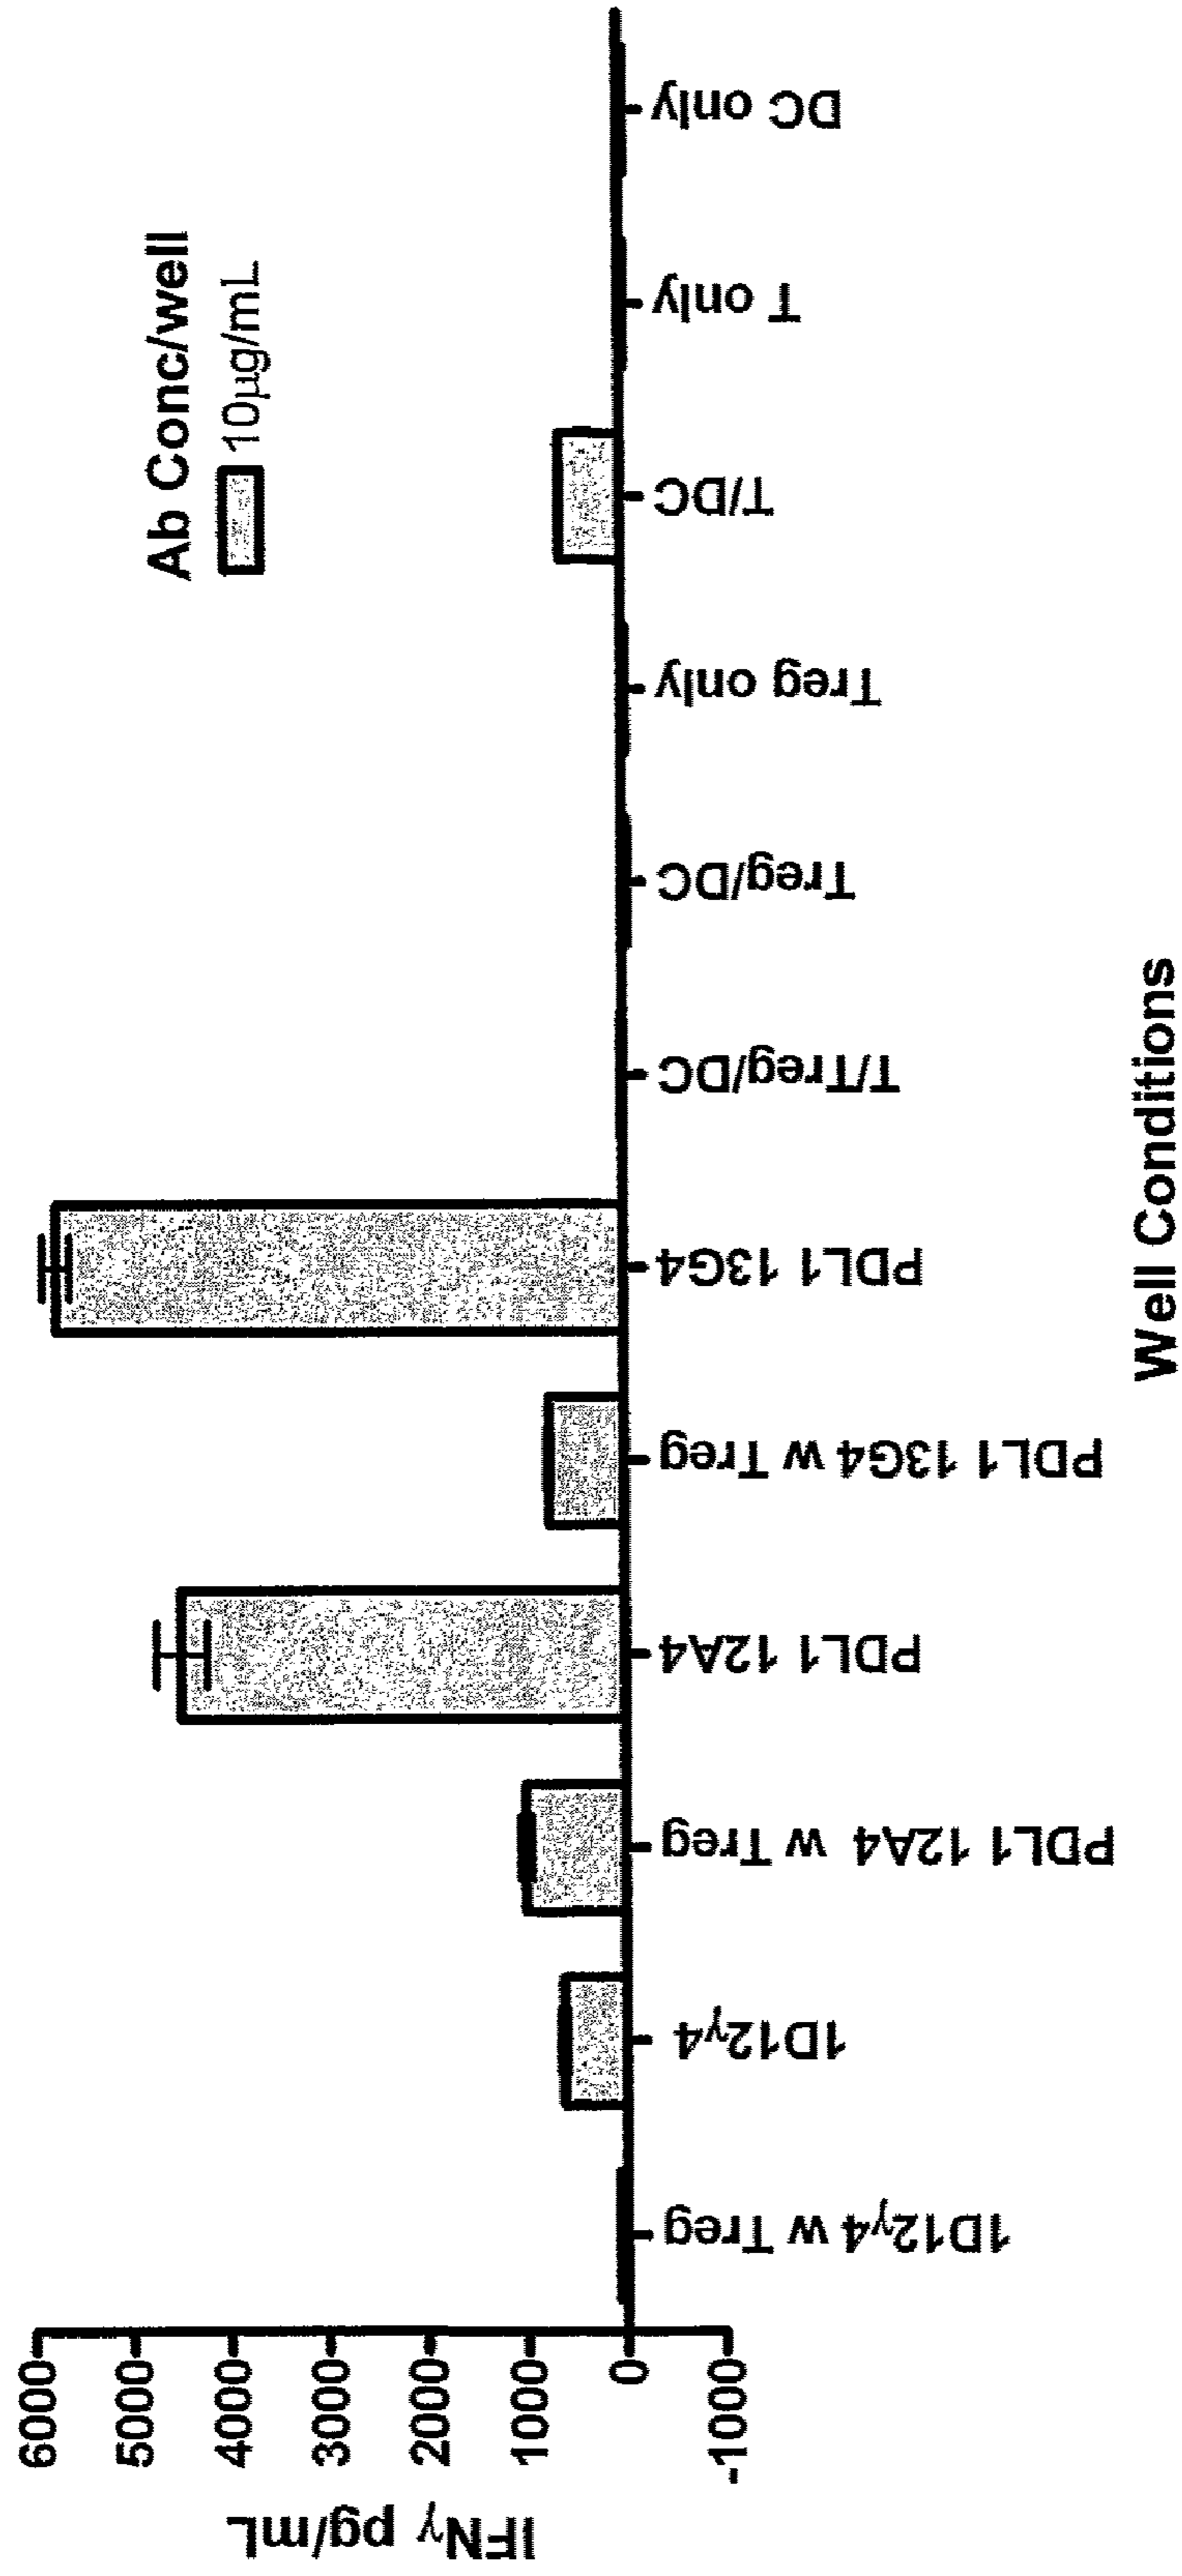 Ab Conc/well
10µg/mL
IFNγ pg/mL
6000
5000
4000
3000
2000
1000
0
-1000
1D12γ4 w Treg
1D12γ4
PDL1 12A4 w Treg
PDL1 12A4
PDL1 13G4 w Treg
PDL1 13G4
T/Treg/DC
Treg/DC
Treg only
T/DC
T only
DC only
Well Conditions